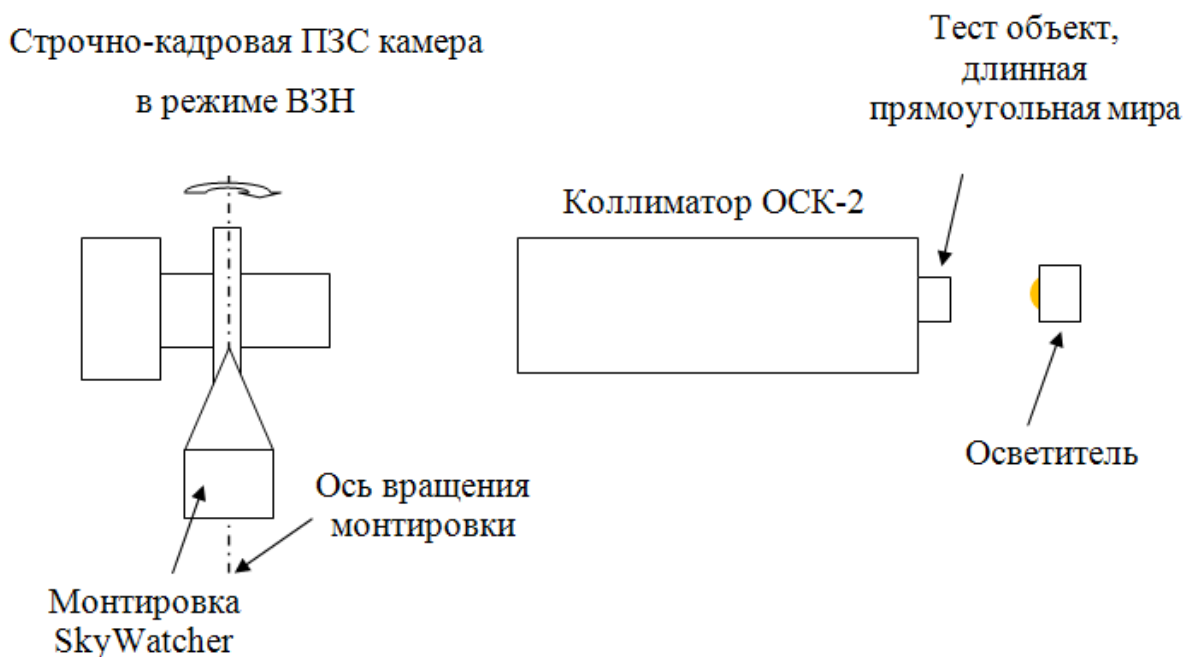 Строчно-кадровая ПЗС камера
в режиме ВЗН
Тест объект,
длинная
прямоугольная мира
Коллиматор ОСК-2
Осветитель
Ось вращения
монтировки
Монтировка
SkyWatcher